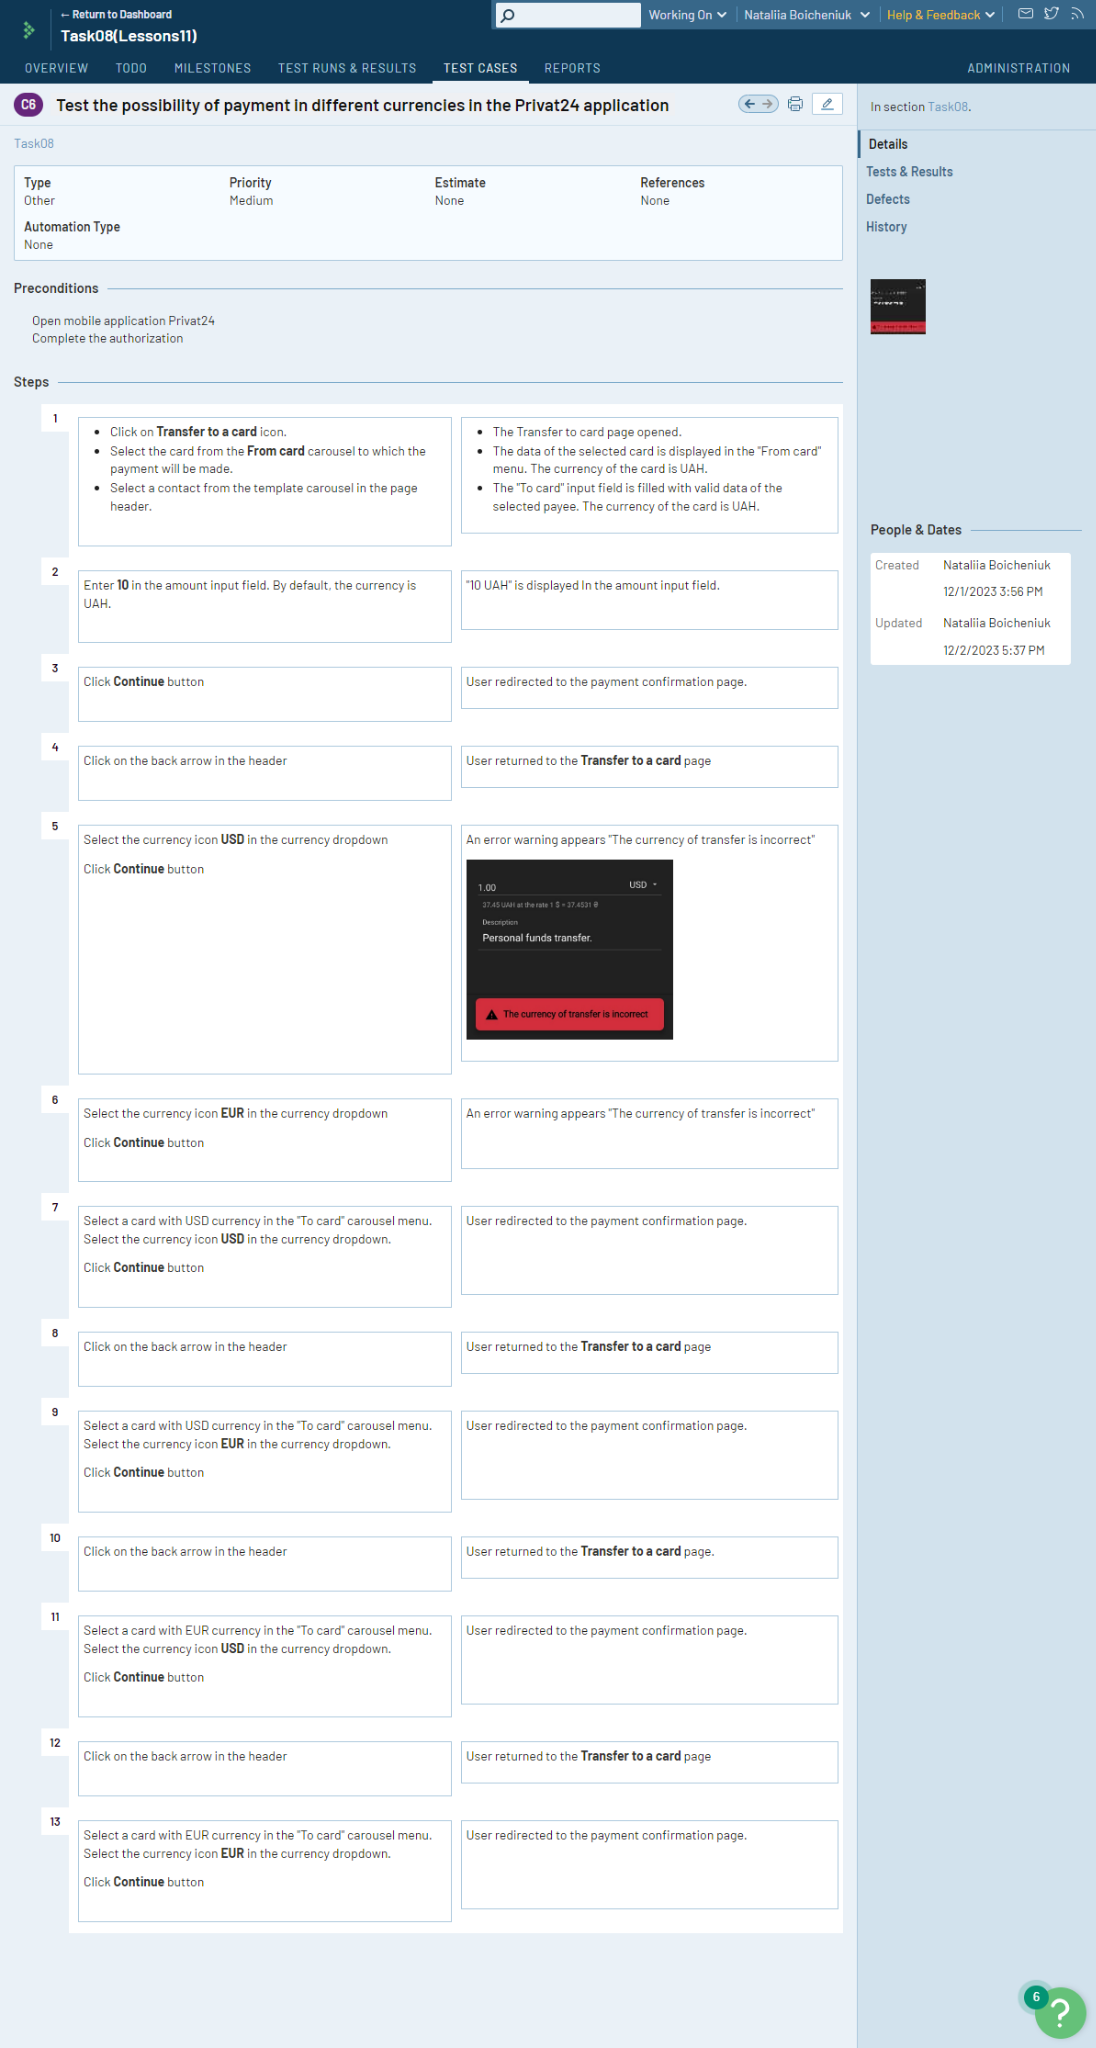 ← Return to Dashboard
Task08(Lessons11)
Working On
Nataliia Boicheniuk
Help & Feedback
OVERVIEW
TODO
MILESTONES
TEST RUNS & RESULTS
TEST CASES
REPORTS
ADMINISTRATION
C6
Test the possibility of payment in different currencies in the Privat24 application
Task08
Type
Other
Priority
Medium
Estimate
None
References
None
Automation Type
None
Preconditions
Open mobile application Privat24
Complete the authorization
Steps
1
• Click on Transfer to a card icon.
• Select the card from the From card carousel to which the
payment will be made.
• Select a contact from the template carousel in the page
header.
• The Transfer to card page opened.
• The data of the selected card is displayed in the "From card"
menu. The currency of the card is UAH.
• The "To card" input field is filled with valid data of the
selected payee. The currency of the card is UAH.
2
Enter 10 in the amount input field. By default, the currency is
UAH.
"10 UAH" is displayed In the amount input field.
3
Click Continue button
User redirected to the payment confirmation page.
4
Click on the back arrow in the header
User returned to the Transfer to a card page
5
Select the currency icon USD in the currency dropdown
Click Continue button
An error warning appears "The currency of transfer is incorrect"
1.00
USD
37.45 UAH at the rate 1 $ = 37.4531 ₴
Description
Personal funds transfer.
The currency of transfer is incorrect
6
Select the currency icon EUR in the currency dropdown
Click Continue button
An error warning appears "The currency of transfer is incorrect"
7
Select a card with USD currency in the "To card" carousel menu.
Select the currency icon USD in the currency dropdown.
Click Continue button
User redirected to the payment confirmation page.
8
Click on the back arrow in the header
User returned to the Transfer to a card page
9
Select a card with USD currency in the "To card" carousel menu.
Select the currency icon EUR in the currency dropdown.
Click Continue button
User redirected to the payment confirmation page.
10
Click on the back arrow in the header
User returned to the Transfer to a card page.
11
Select a card with EUR currency in the "To card" carousel menu.
Select the currency icon USD in the currency dropdown.
Click Continue button
User redirected to the payment confirmation page.
12
Click on the back arrow in the header
User returned to the Transfer to a card page
13
Select a card with EUR currency in the "To card" carousel menu.
Select the currency icon EUR in the currency dropdown.
Click Continue button
User redirected to the payment confirmation page.
In section Task08.
Details
Tests & Results
Defects
History
People & Dates
Created
Nataliia Boicheniuk
12/1/2023 3:56 PM
Updated
Nataliia Boicheniuk
12/2/2023 5:37 PM
6
?